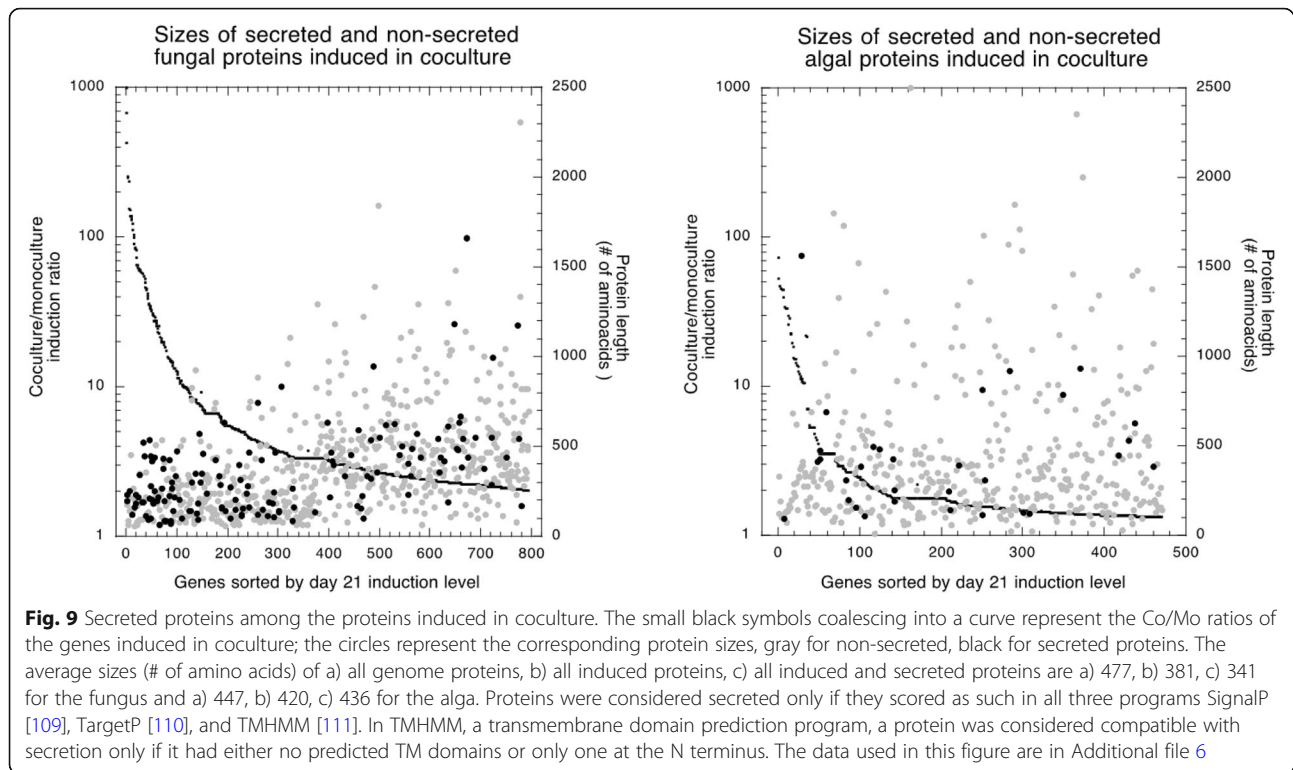 Sizes of secreted and non-secreted
fungal proteins induced in coculture
1000
100
10
1
Coculture/monoculture
induction ratio
2500
2000
1500
1000
500
0
Protein length
(# of aminoacids )
0 100 200 300 400 500 600 700 800
Genes sorted by day 21 induction level
Sizes of secreted and non-secreted
algal proteins induced in coculture
1000
100
10
1
Coculture/monoculture
induction ratio
2500
2000
1500
1000
500
0
Protein length
(# of aminoacids)
0 100 200 300 400 500
Genes sorted by day 21 induction level
Fig. 9 Secreted proteins among the proteins induced in coculture. The small black symbols coalescing into a curve represent the Co/Mo ratios of
the genes induced in coculture; the circles represent the corresponding protein sizes, gray for non-secreted, black for secreted proteins. The
average sizes (# of amino acids) of a) all genome proteins, b) all induced proteins, c) all induced and secreted proteins are a) 477, b) 381, c) 341
for the fungus and a) 447, b) 420, c) 436 for the alga. Proteins were considered secreted only if they scored as such in all three programs SignalP
[109], TargetP [110], and TMHMM [111]. In TMHMM, a transmembrane domain prediction program, a protein was considered compatible with
secretion only if it had either no predicted TM domains or only one at the N terminus. The data used in this figure are in Additional file 6